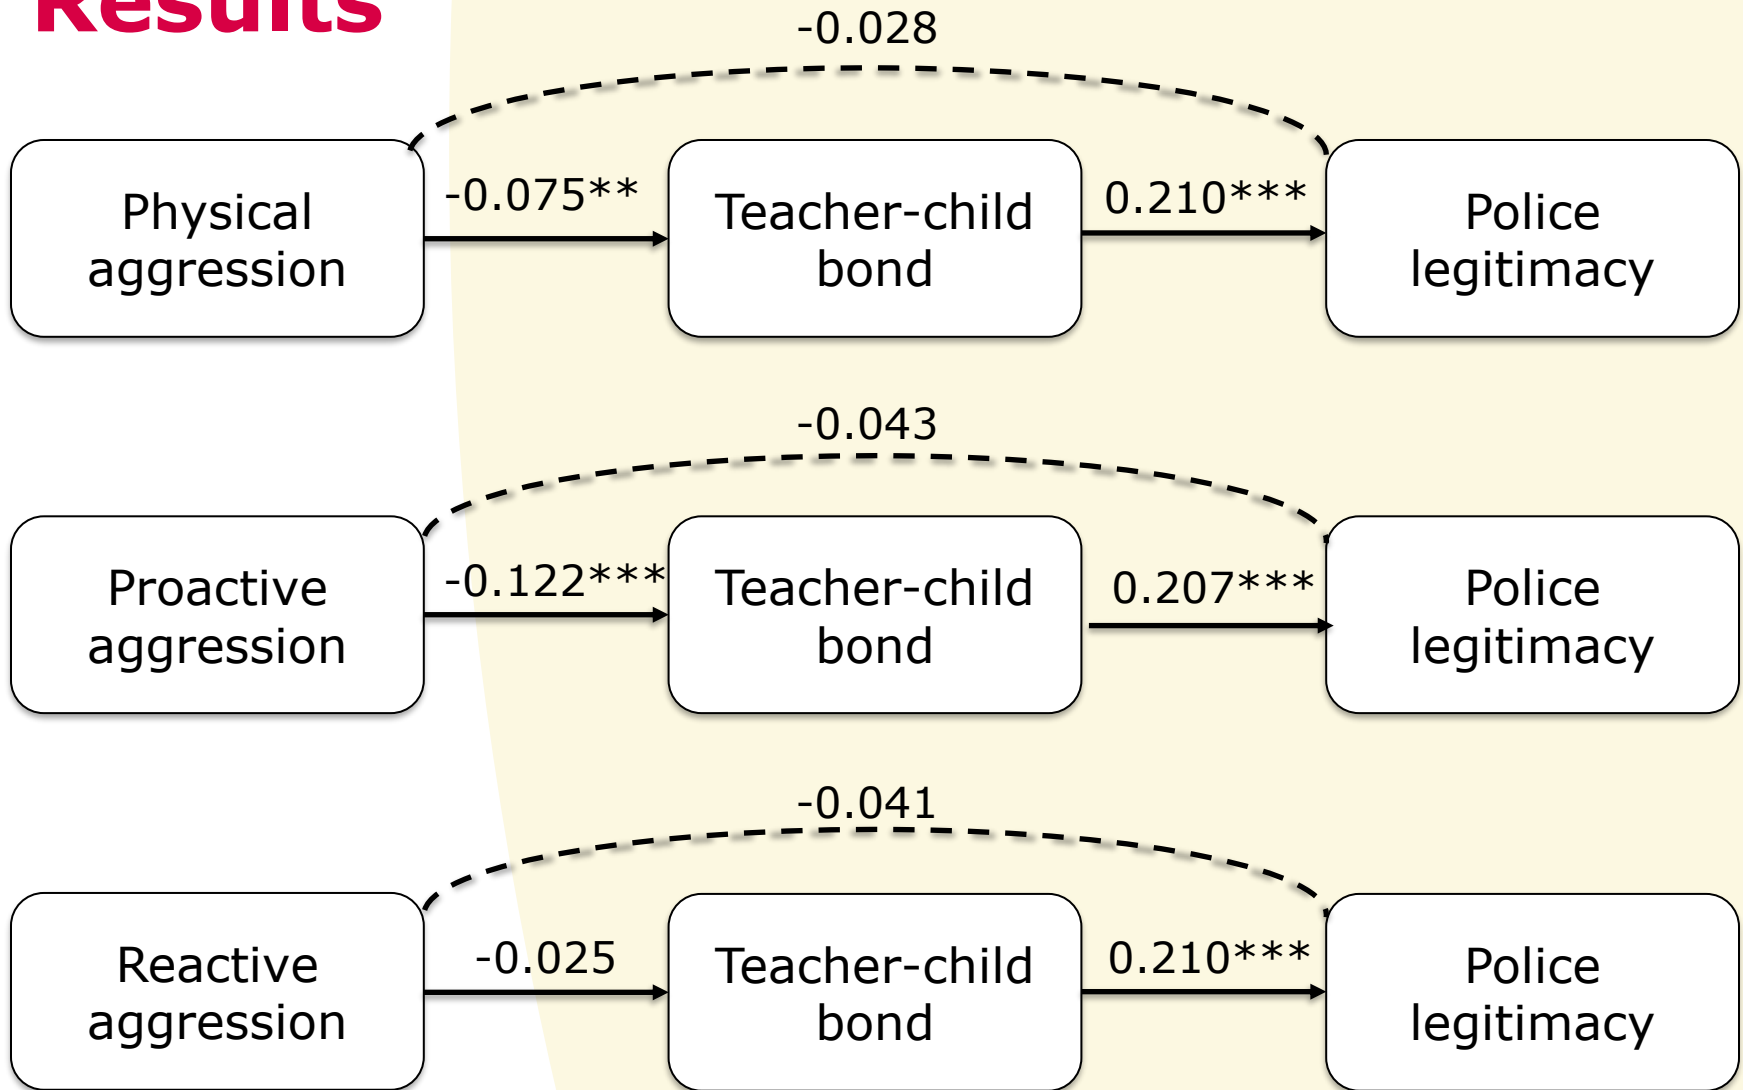 Results
-0.028
Physical
aggression
-0.075**
Teacher-child
bond
0.210***
Police
legitimacy
-0.043
Proactive
aggression
-0.122***
Teacher-child
bond
0.207***
Police
legitimacy
-0.041
Reactive
aggression
-0.025
Teacher-child
bond
0.210***
Police
legitimacy